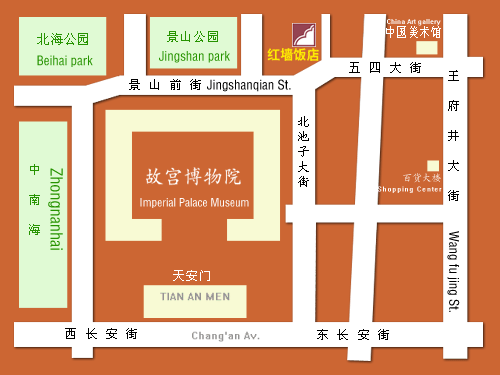 北海公园
Beihai park
景山公园
Jingshan park
红墙饭店
China Art gallery
中国美术馆
五四大街
景山前街 Jingshanqian St.
王府井大街
Wang fu jing St.
北池子大街
中南海
Zhongnanhai
故宫博物院
Imperial Palace Museum
百货大楼
Shopping Center
天安门
TIAN AN MEN
西长安街
Chang'an Av.
东长安街